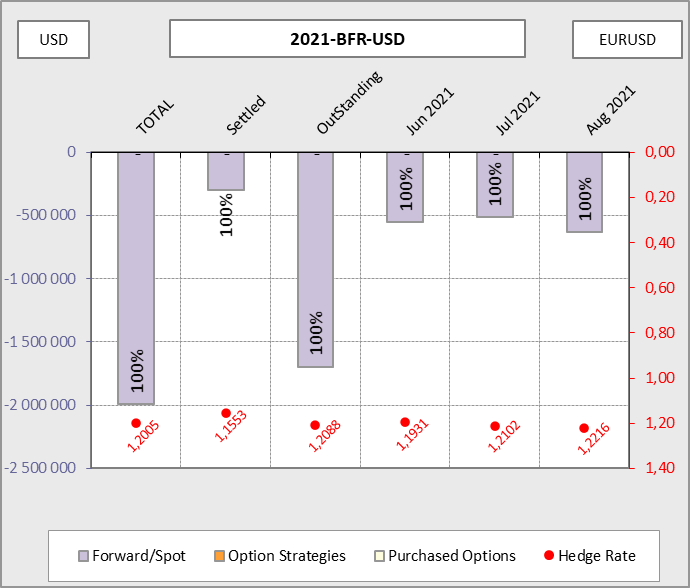 USD
2021-BFR-USD
EURUSD
TOTAL
Settled
OutStanding
Jun 2021
Jul 2021
Aug 2021
0
-500 000
-1 000 000
-1 500 000
-2 000 000
-2 500 000
0,00
0,20
0,40
0,60
0,80
1,00
1,20
1,40
100%
100%
100%
100%
100%
100%
1,2005
1,1553
1,2088
1,1931
1,2102
1,2216
Forward/Spot
Option Strategies
Purchased Options
Hedge Rate